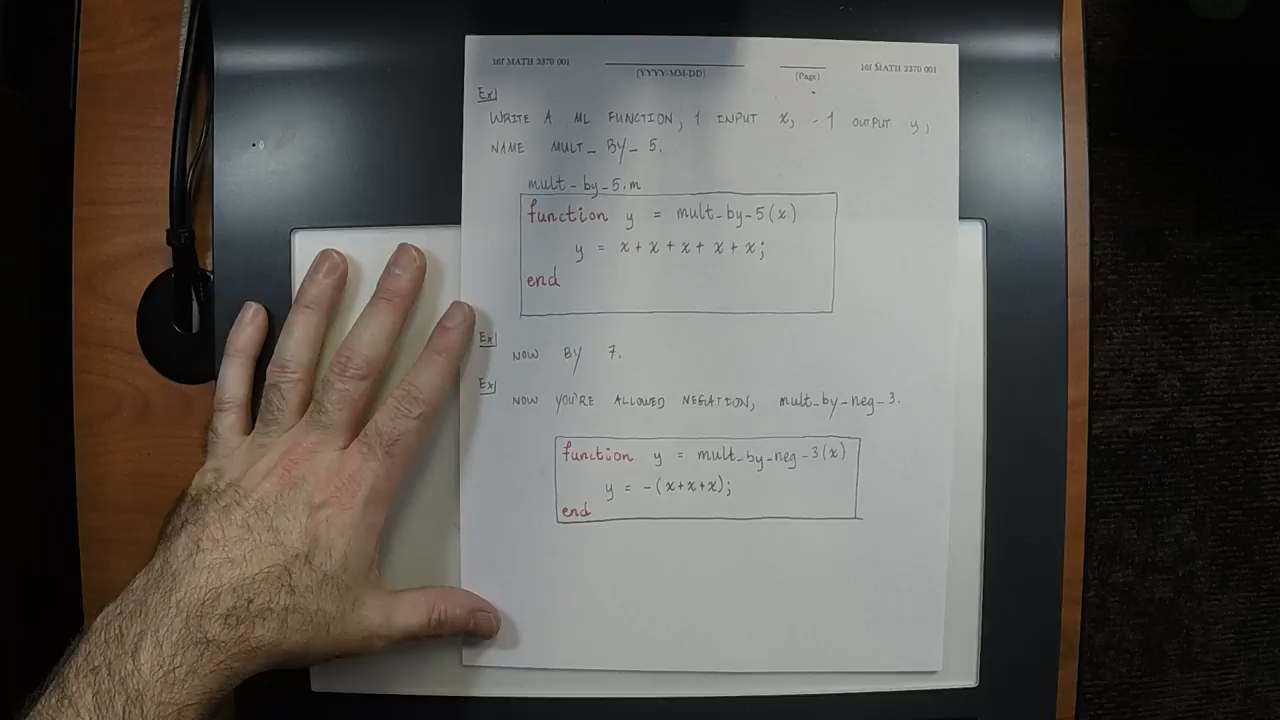 16f MATH 2370 001 (YYYY-MM-DD) (Page) 16f MATH 2370 001
Ex
WRITE A ML FUNCTION, 1 INPUT x, - 1 OUTPUT y,
NAME MULT_BY_5.
mult_by_5.m
function y = mult_by_5(x)
y = x+x+x+x+x;
end
Ex
NOW BY 7.
Ex
NOW YOU'RE ALLOWED NEGATION, mult_by_neg_3.
function y = mult_by_neg_3(x)
y = -(x+x+x);
end